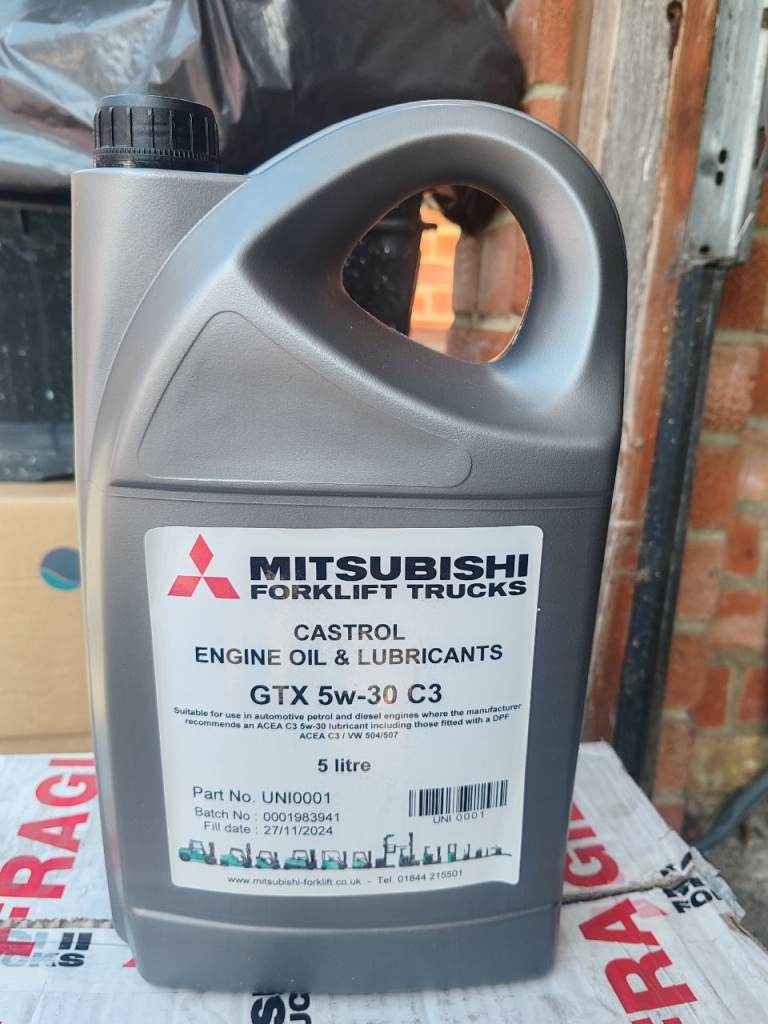 MITSUBISHI
FORKLIFT TRUCKS
CASTROL
ENGINE OIL & LUBRICANTS
GTX 5w-30 C3
Suitable for use in automotive petrol and diesel engines where the manufacturer
recommends an ACEA C3 5w-30 lubricant including those fitted with a DPF
ACEA C3 / VW 504/507
5 litre
Part No. UNI0001
Batch No : 0001983941
Fill date : 27/11/2024
UNI 0001
www.mitsubishi-forklift.co.uk - Tel. 01844 215501
FRAGI
FRAGILE